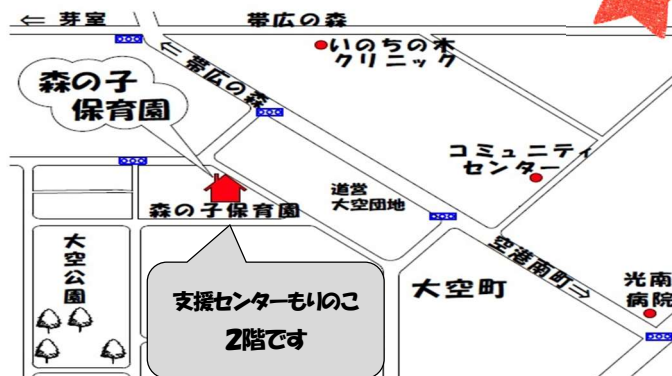 ⇐ 芽室
帯広の森
いのちの木
クリニック
⇐ 帯広の森
森の子
保育園
コミュニティ
センター
道営
大空団地
森の子保育園
大空公園
空港南町⇒
大空町
光南
病院
支援センターもりのこ
2階です